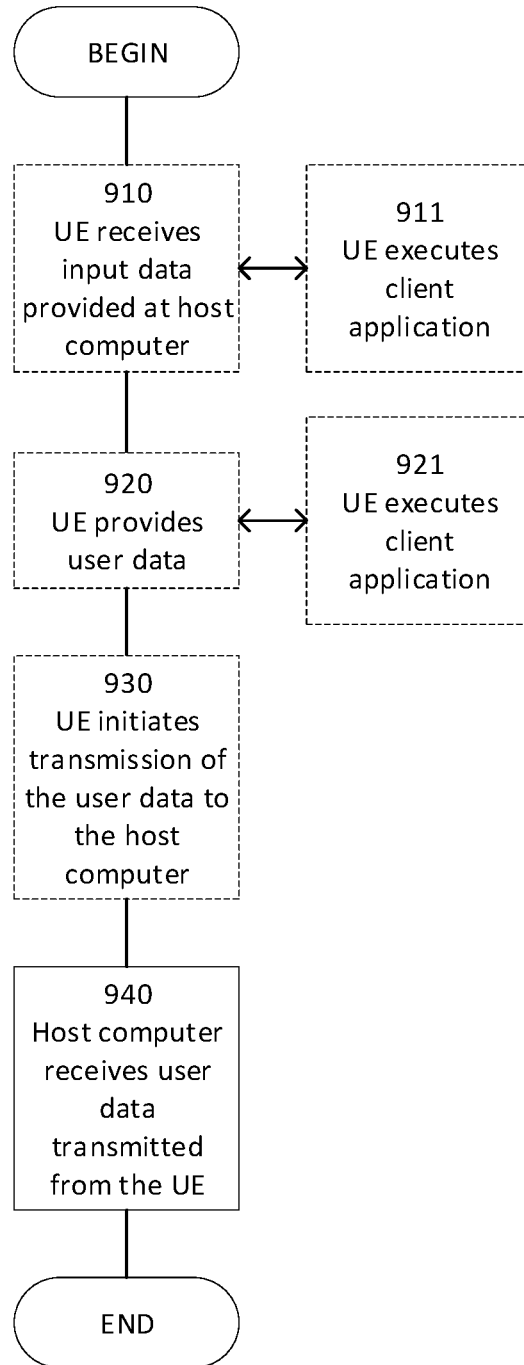 BEGIN
910
UE receives
input data
provided at host
computer
911
UE executes
client
application
920
UE provides
user data
921
UE executes
client
application
930
UE initiates
transmission of
the user data to
the host
computer
940
Host computer
receives user
data
transmitted
from the UE
END